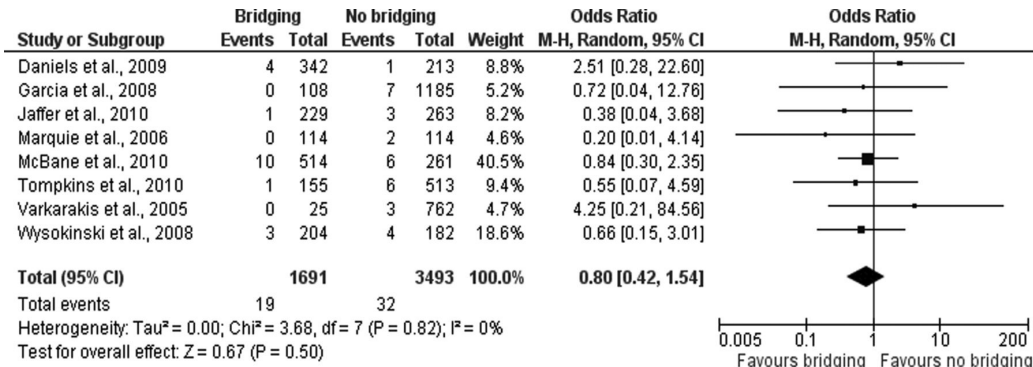 Bridging No bridging Odds Ratio Odds Ratio
Study or Subgroup Events Total Events Total Weight M-H, Random, 95% CI M-H, Random, 95% CI
Daniels et al., 2009 4 342 1 213 8.8% 2.51 [0.28, 22.60]
Garcia et al., 2008 0 108 7 1185 5.2% 0.72 [0.04, 12.76]
Jaffer et al., 2010 1 229 3 263 8.2% 0.38 [0.04, 3.68]
Marquie et al., 2006 0 114 2 114 4.6% 0.20 [0.01, 4.14]
McBane et al., 2010 10 514 6 261 40.5% 0.84 [0.30, 2.35]
Tompkins et al., 2010 1 155 6 513 9.4% 0.55 [0.07, 4.59]
Varkarakis et al., 2005 0 25 3 762 4.7% 4.25 [0.21, 84.56]
Wysokinski et al., 2008 3 204 4 182 18.6% 0.66 [0.15, 3.01]
Total (95% CI) 1691 3493 100.0% 0.80 [0.42, 1.54]
Total events 19 32
Heterogeneity: Tau² = 0.00; Chi² = 3.68, df = 7 (P = 0.82); I² = 0%
Test for overall effect: Z = 0.67 (P = 0.50)
0.005 0.1 1 10 200
Favours bridging Favours no bridging